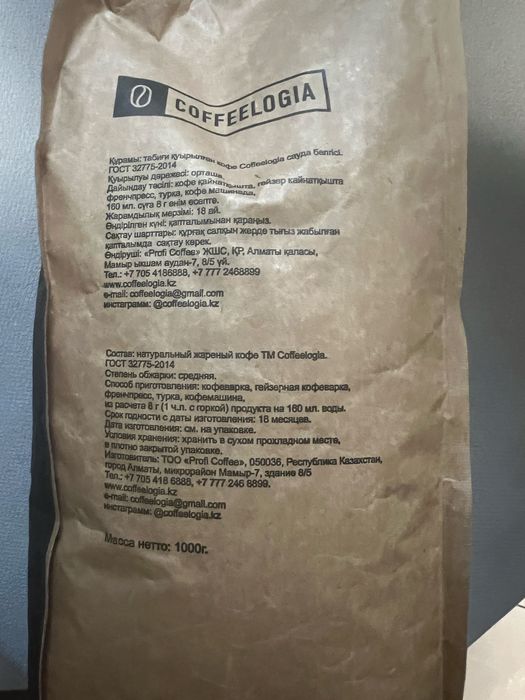 COFFEELOGIA
Құрамы: табиғи қуырылған кофе Coffeelogia сауда белгісі.
ГОСТ 32775-2014
Қуырылуы дәрежесі: орташа.
Дайындау тәсілі: кофе қайнатқышта, гейзер қайнатқышта
френчпресс, турка, кофе машинада,
160 мл. суға 8 г өнім есепте.
Жарамдылық мерзімі: 18 ай.
Өндірілген күні: қапталымынан қараңыз.
Сақтау шарттары: құрғақ салқын жерде тығыз жабылған
қапталымда сақтау керек.
Өндіруші: «Profi Coffee» ЖШС, ҚР, Алматы қаласы,
Мамыр ықшам аудан-7, 8/5 үй.
Тел.: +7 705 4186888, +7 777 2468899
www.coffeelogia.kz
e-mail: coffeelogia@gmail.com
инстаграмм: @coffeelogia.kz
Состав: натуральный жареный кофе ТМ Coffeelogia.
ГОСТ 32775-2014
Степень обжарки: средняя.
Способ приготовления: кофеварка, гейзерная кофеварка,
френчпресс, турка, кофемашина,
из расчета 8 г (1 ч.л. с горкой) продукта на 160 мл. воды.
Срок годности с даты изготовления: 18 месяцев.
Дата изготовления: см. на упаковке.
Условия хранения: хранить в сухом прохладном месте,
в плотно закрытой упаковке.
Изготовитель: ТОО «Profi Coffee», 050036, Республика Казахстан,
город Алматы, микрорайон Мамыр-7, здание 8/5
Тел.: +7 705 418 6888, +7 777 246 8899.
www.coffeelogia.kz
e-mail: coffeelogia@gmail.com
инстаграмм: @coffeelogia.kz
Масса нетто: 1000г.